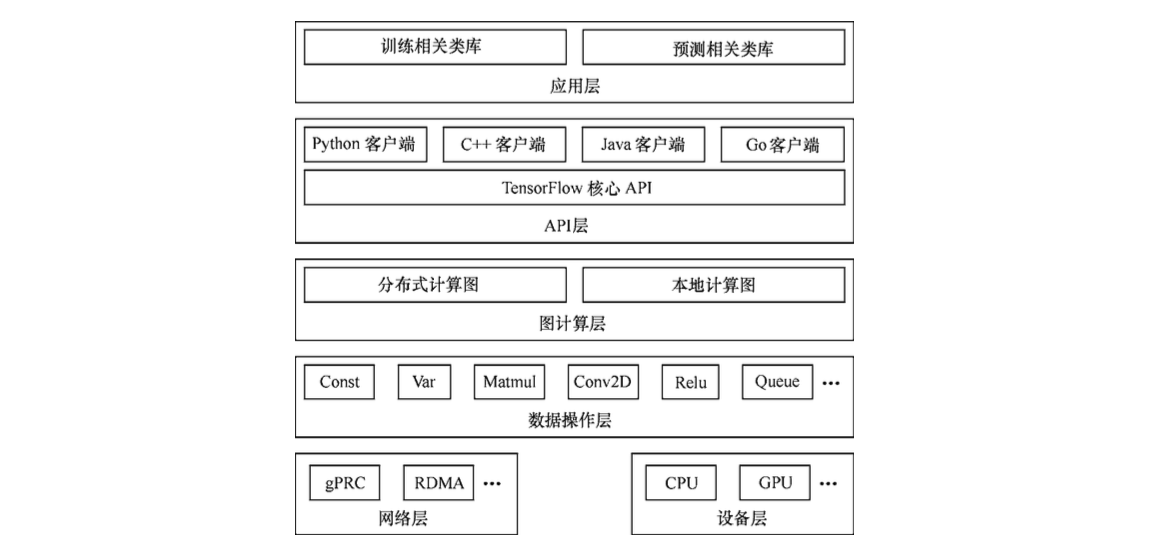 训练相关类库 预测相关类库
应用层
Python 客户端 C++ 客户端 Java 客户端 Go 客户端
TensorFlow 核心 API
API层
分布式计算图 本地计算图
图计算层
Const Var Matmul Conv2D Relu Queue ···
数据操作层
gPRC RDMA ··· CPU GPU ···
网络层 设备层